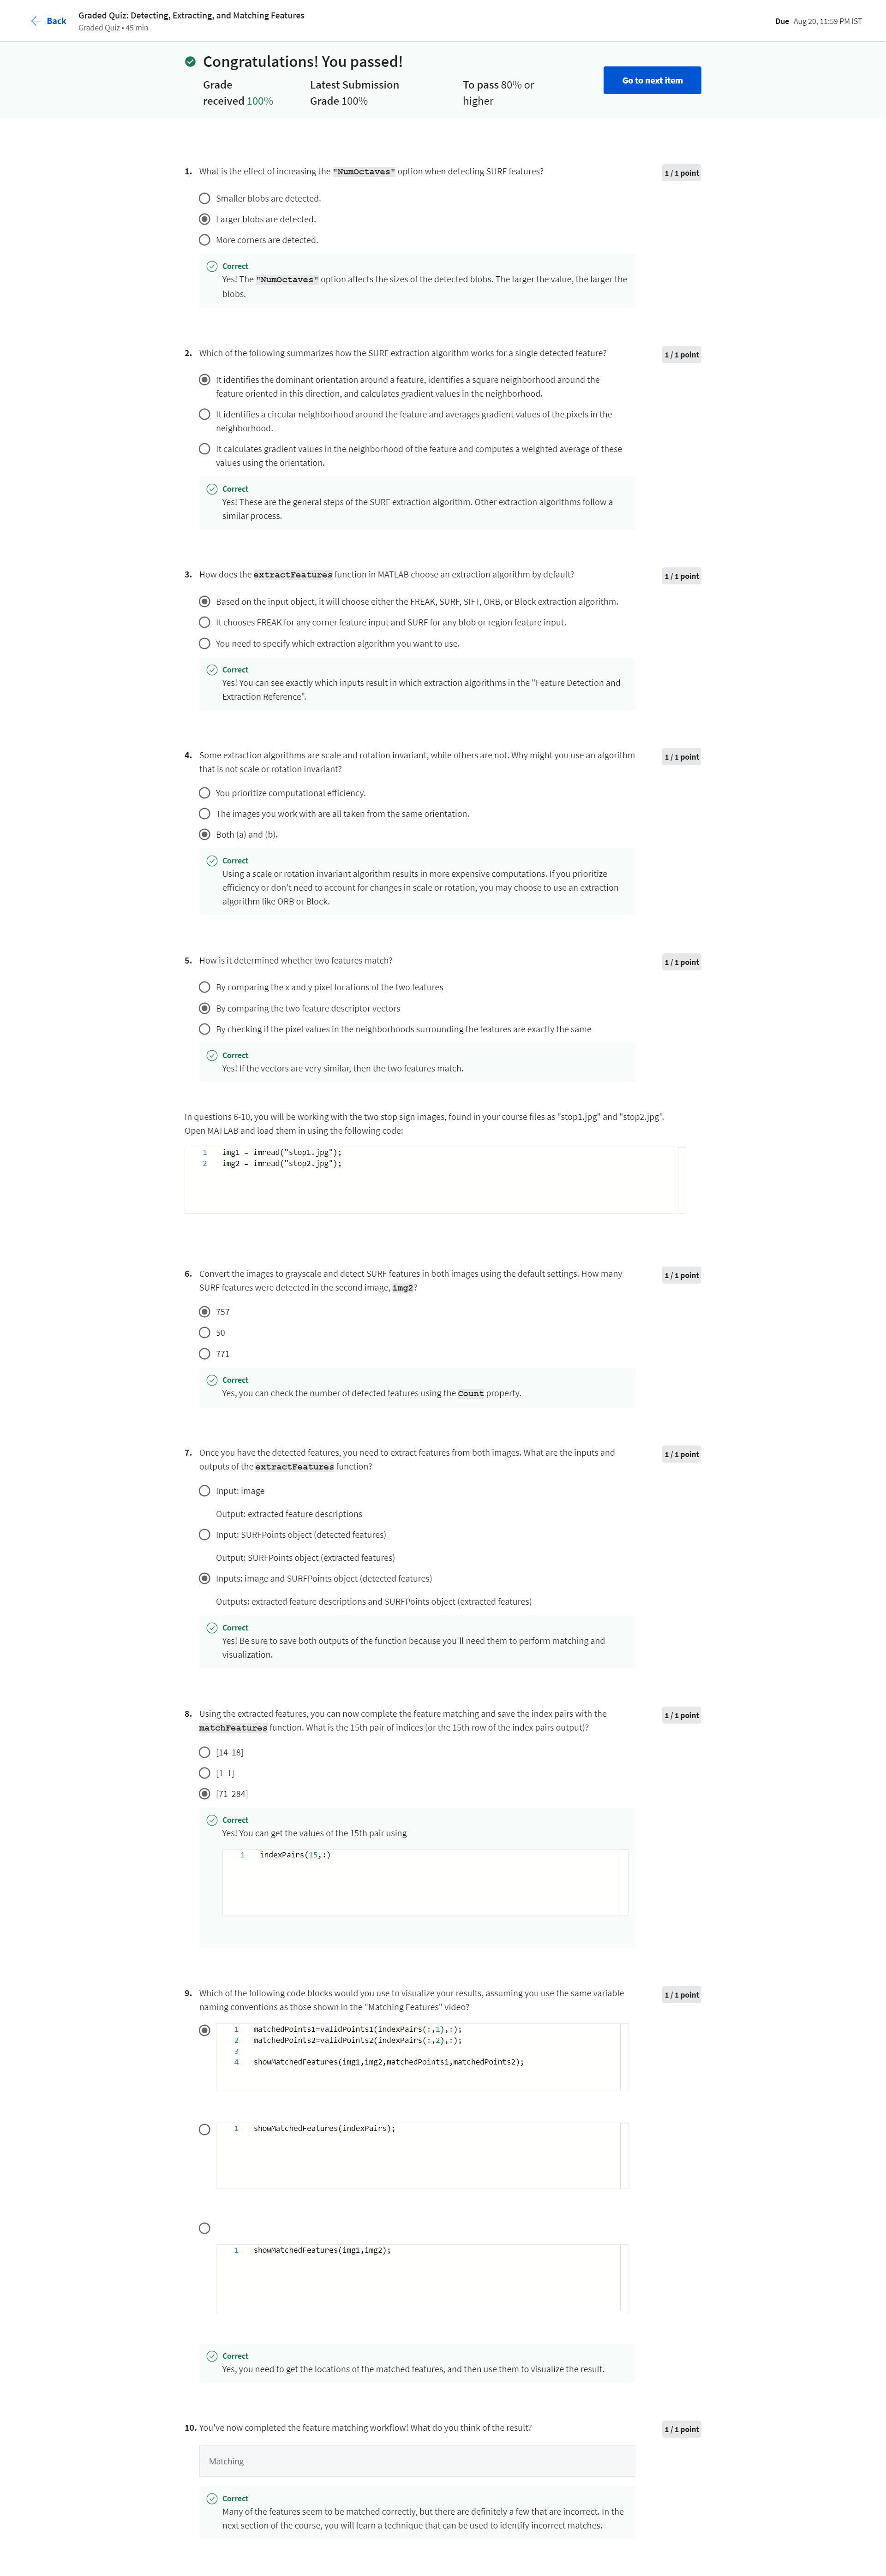 Back
Graded Quiz: Detecting, Extracting, and Matching Features
Graded Quiz • 45 min
Due Aug 20, 11:59 PM IST
Congratulations! You passed!
Grade
received 100%
Latest Submission
Grade 100%
To pass 80% or
higher
Go to next item
1. What is the effect of increasing the "NumOctaves" option when detecting SURF features?
1 / 1 point
Smaller blobs are detected.
Larger blobs are detected.
More corners are detected.
Correct
Yes! The "NumOctaves" option affects the sizes of the detected blobs. The larger the value, the larger the
blobs.
2. Which of the following summarizes how the SURF extraction algorithm works for a single detected feature?
1 / 1 point
It identifies the dominant orientation around a feature, identifies a square neighborhood around the
feature oriented in this direction, and calculates gradient values in the neighborhood.
It identifies a circular neighborhood around the feature and averages gradient values of the pixels in the
neighborhood.
It calculates gradient values in the neighborhood of the feature and computes a weighted average of these
values using the orientation.
Correct
Yes! These are the general steps of the SURF extraction algorithm. Other extraction algorithms follow a
similar process.
3. How does the extractFeatures function in MATLAB choose an extraction algorithm by default?
1 / 1 point
Based on the input object, it will choose either the FREAK, SURF, SIFT, ORB, or Block extraction algorithm.
It chooses FREAK for any corner feature input and SURF for any blob or region feature input.
You need to specify which extraction algorithm you want to use.
Correct
Yes! You can see exactly which inputs result in which extraction algorithms in the "Feature Detection and
Extraction Reference".
4. Some extraction algorithms are scale and rotation invariant, while others are not. Why might you use an algorithm
that is not scale or rotation invariant?
1 / 1 point
You prioritize computational efficiency.
The images you work with are all taken from the same orientation.
Both (a) and (b).
Correct
Using a scale or rotation invariant algorithm results in more expensive computations. If you prioritize
efficiency or don't need to account for changes in scale or rotation, you may choose to use an extraction
algorithm like ORB or Block.
5. How is it determined whether two features match?
1 / 1 point
By comparing the x and y pixel locations of the two features
By comparing the two feature descriptor vectors
By checking if the pixel values in the neighborhoods surrounding the features are exactly the same
Correct
Yes! If the vectors are very similar, then the two features match.
In questions 6-10, you will be working with the two stop sign images, found in your course files as "stop1.jpg" and "stop2.jpg".
Open MATLAB and load them in using the following code:
1 img1 = imread("stop1.jpg");
2 img2 = imread("stop2.jpg");
6. Convert the images to grayscale and detect SURF features in both images using the default settings. How many
SURF features were detected in the second image, img2?
1 / 1 point
757
50
771
Correct
Yes, you can check the number of detected features using the Count property.
7. Once you have the detected features, you need to extract features from both images. What are the inputs and
outputs of the extractFeatures function?
1 / 1 point
Input: image
Output: extracted feature descriptions
Input: SURFPoints object (detected features)
Output: SURFPoints object (extracted features)
Inputs: image and SURFPoints object (detected features)
Outputs: extracted feature descriptions and SURFPoints object (extracted features)
Correct
Yes! Be sure to save both outputs of the function because you'll need them to perform matching and
visualization.
8. Using the extracted features, you can now complete the feature matching and save the index pairs with the
matchFeatures function. What is the 15th pair of indices (or the 15th row of the index pairs output)?
1 / 1 point
[14 18]
[1 1]
[71 284]
Correct
Yes! You can get the values of the 15th pair using
1 indexPairs(15,:)
9. Which of the following code blocks would you use to visualize your results, assuming you use the same variable
naming conventions as those shown in the "Matching Features" video?
1 / 1 point
1 matchedPoints1=validPoints1(indexPairs(:,1),:);
2 matchedPoints2=validPoints2(indexPairs(:,2),:);
3
4 showMatchedFeatures(img1,img2,matchedPoints1,matchedPoints2);
1 showMatchedFeatures(indexPairs);
1 showMatchedFeatures(img1,img2);
Correct
Yes, you need to get the locations of the matched features, and then use them to visualize the result.
10. You've now completed the feature matching workflow! What do you think of the result?
1 / 1 point
Matching
Correct
Many of the features seem to be matched correctly, but there are definitely a few that are incorrect. In the
next section of the course, you will learn a technique that can be used to identify incorrect matches.